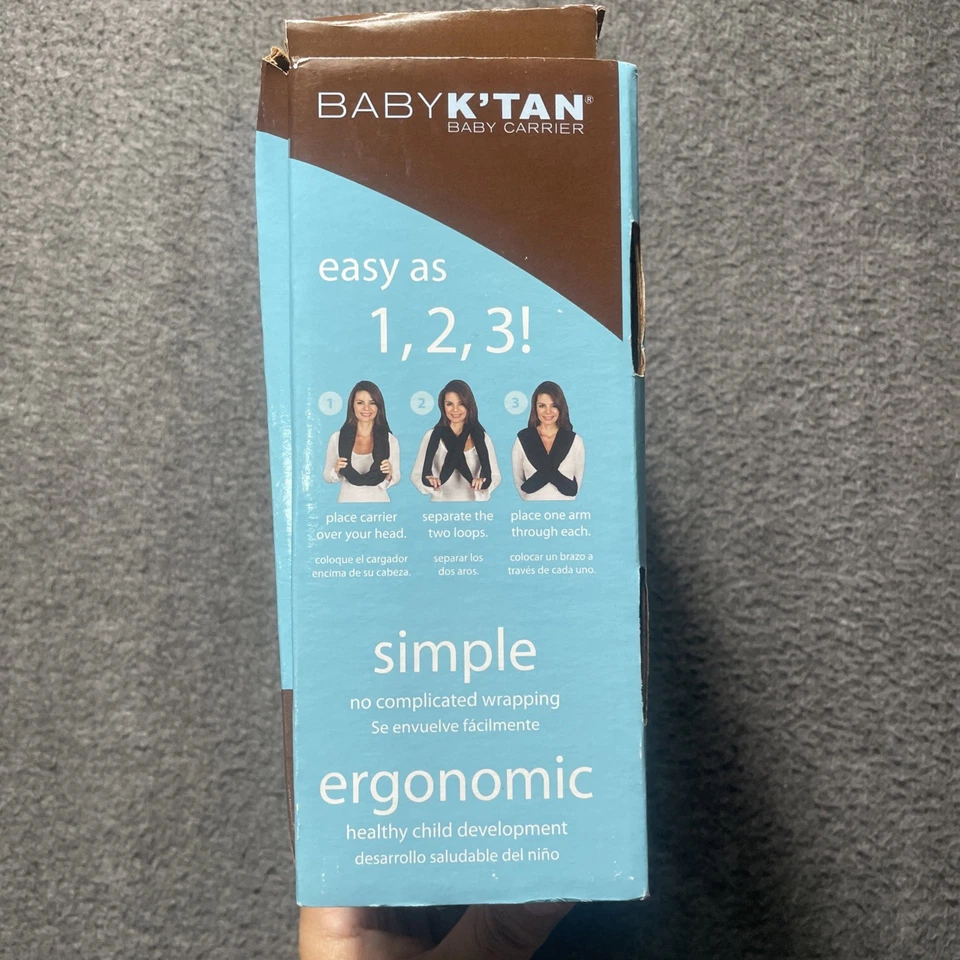 BABY K'TAN®
BABY CARRIER
easy as
1, 2, 3!
1
place carrier
over your head.
coloque el cargador
encima de su cabeza.
2
separate the
two loops.
separar los
dos aros.
3
place one arm
through each.
colocar un brazo a
través de cada uno.
simple
no complicated wrapping
Se envuelve fácilmente
ergonomic
healthy child development
desarrollo saludable del niño